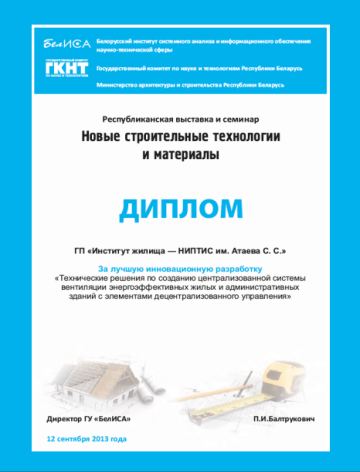 БелИСА
Белорусский институт системного анализа и информационного обеспечения
научно-технической сферы
ГКНТ
Государственный комитет по науке и технологиям Республики Беларусь
Министерство архитектуры и строительства Республики Беларусь
Республиканская выставка и семинар
Новые строительные технологии
и материалы
ДИПЛОМ
ГП «Институт жилища — НИПТИС им. Атаева С. С.»
За лучшую инновационную разработку
«Технические решения по созданию централизованной системы
вентиляции энергоэффективных жилых и административных
зданий с элементами децентрализованного управления»
Директор ГУ «БелИСА»
П.И.Балтрукович
12 сентября 2013 года